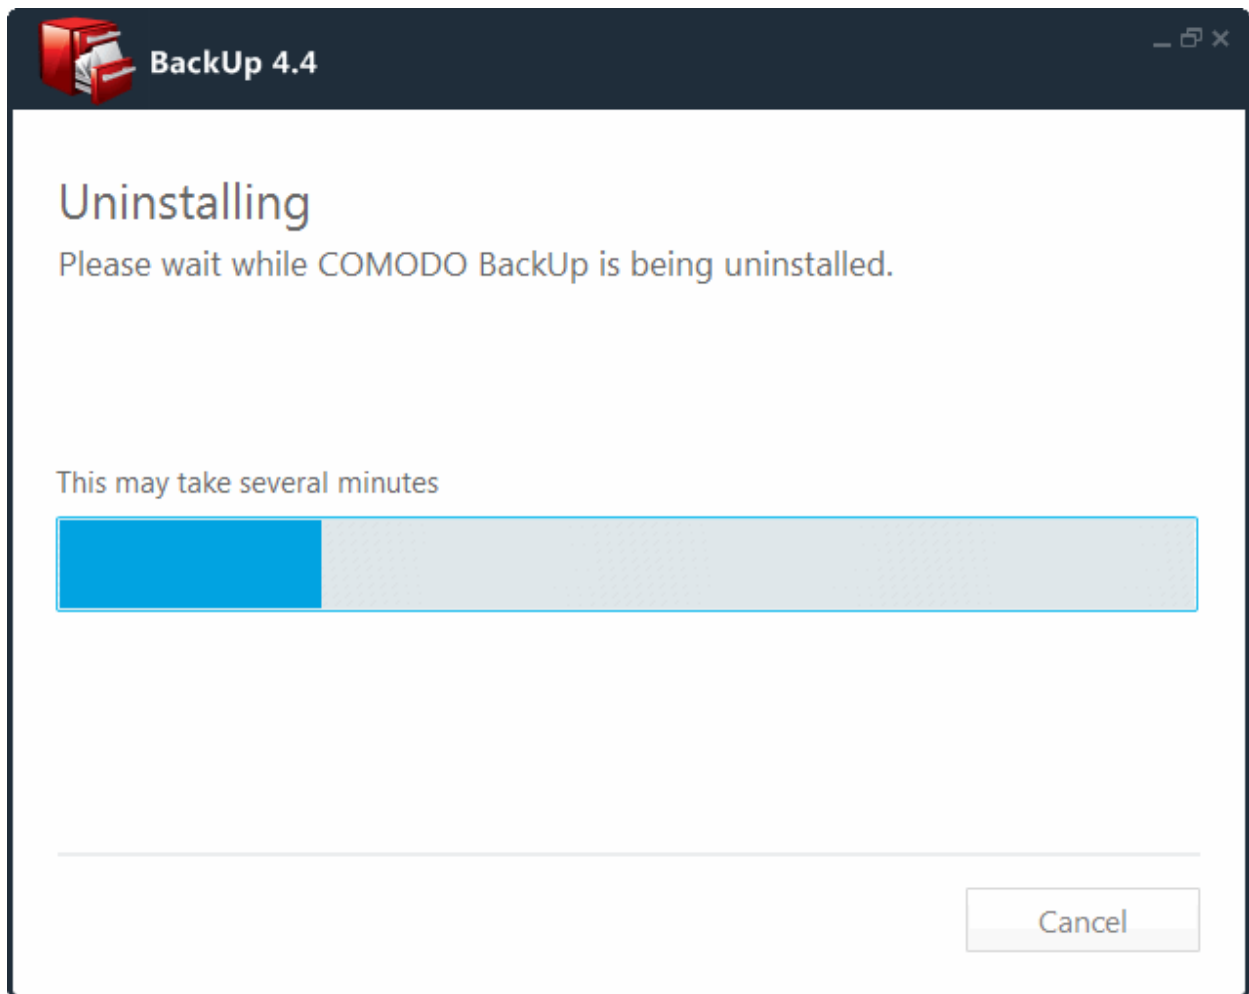 BackUp 4.4
Uninstalling
Please wait while COMODO BackUp is being uninstalled.
This may take several minutes
Cancel